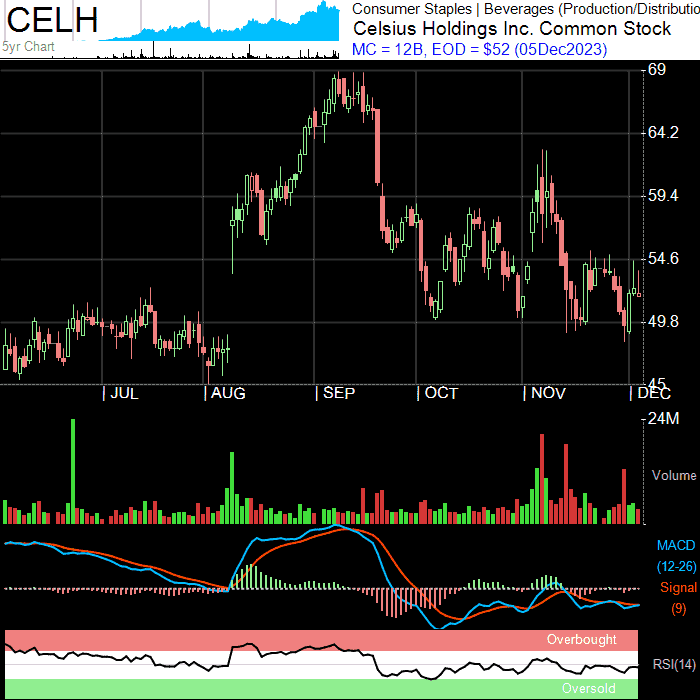 CELH
5yr Chart
Consumer Staples | Beverages (Production/Distributio
Celsius Holdings Inc. Common Stock
MC = 12B, EOD = $52 (05Dec2023)
69
64.2
59.4
54.6
49.8
45
| JUL | AUG | SEP | OCT | NOV | DEC
24M
Volume
MACD
(12-26)
Signal
(9)
Overbought
RSI(14)
Oversold